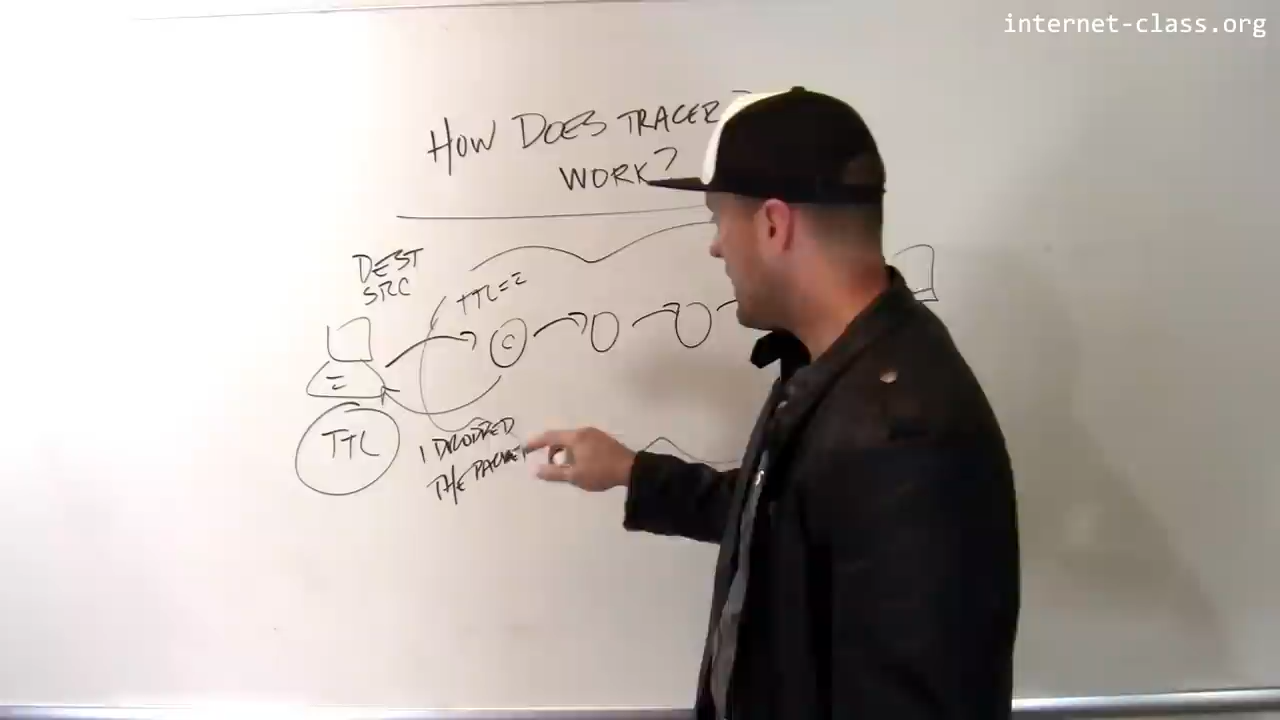 internet-class.org
HOW DOES TRACER
WORK?
DEST
SRC
TTL=2
C
TTL
I DROPPED
THE PACKET